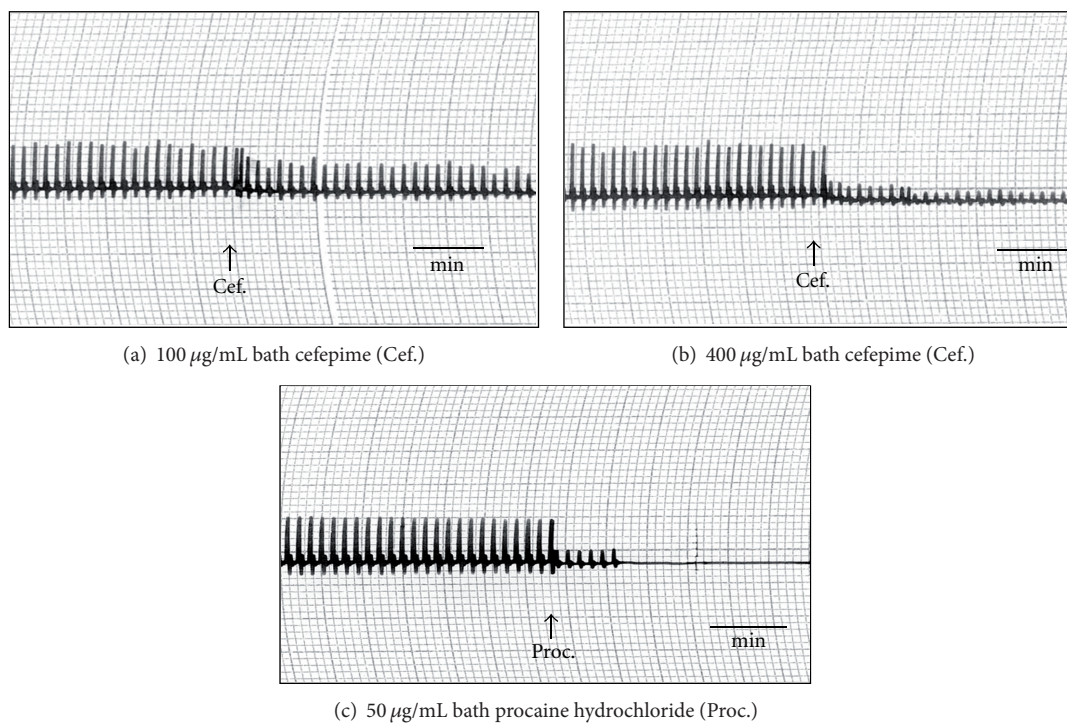 Cef.
min
Cef.
min
(a) 100 μg/mL bath cefepime (Cef.)
(b) 400 μg/mL bath cefepime (Cef.)
Proc.
min
(c) 50 μg/mL bath procaine hydrochloride (Proc.)